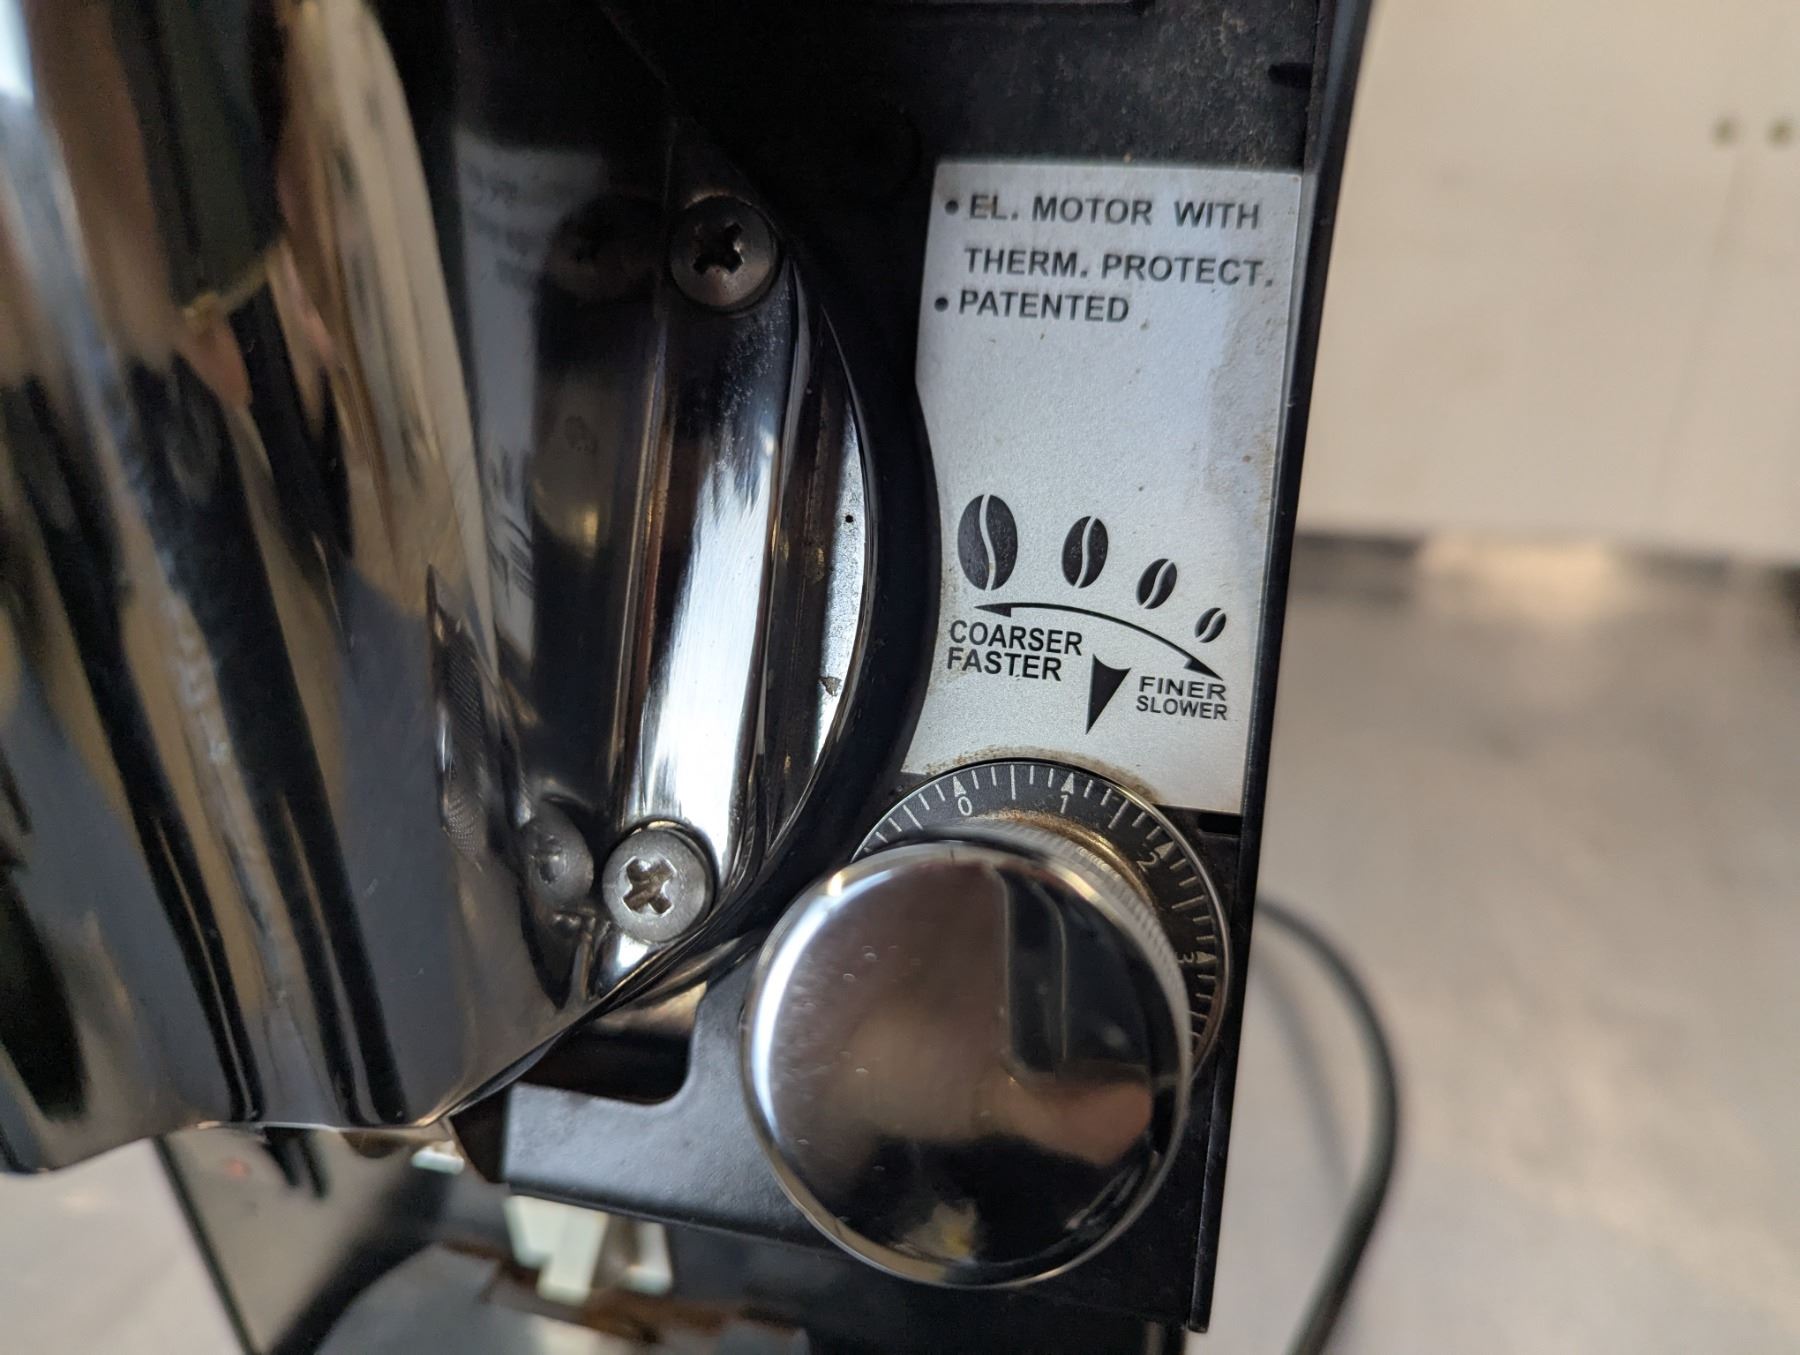 • EL. MOTOR WITH
THERM. PROTECT.
• PATENTED
COARSER
FASTER
FINER
SLOWER
0
1
2
3